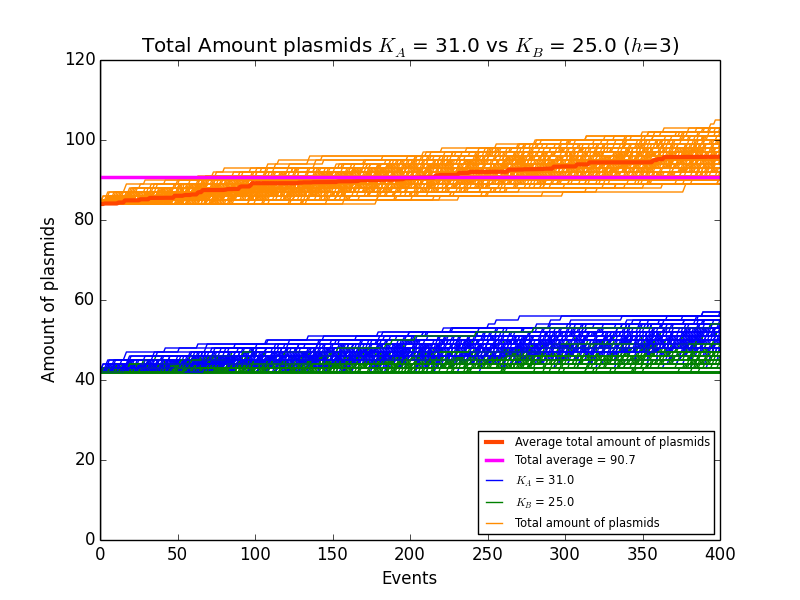 Total Amount plasmids K_A = 31.0 vs K_B = 25.0 (h=3)
120
100
80
60
40
20
0
Amount of plasmids
0 50 100 150 200 250 300 350 400
Events
Average total amount of plasmids
Total average = 90.7
K_A = 31.0
K_B = 25.0
Total amount of plasmids